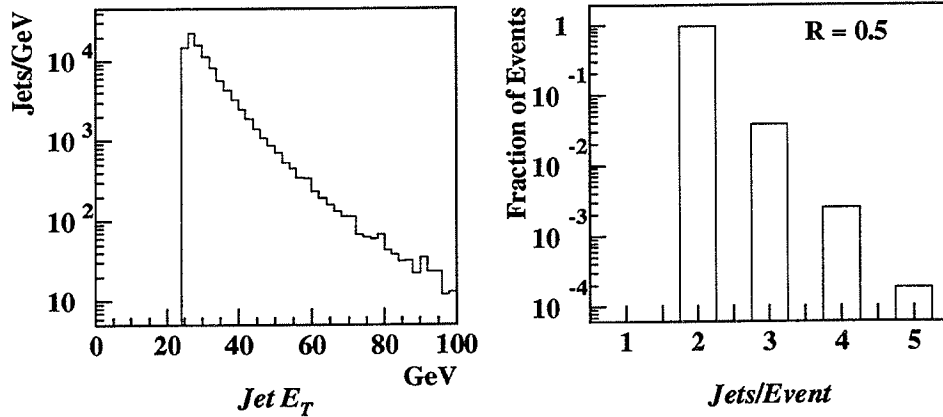 Jets/GeV
10^4
10^3
10^2
10
0 20 40 60 80 100
GeV
Jet E_T
Fraction of Events
R = 0.5
1
10^-1
10^-2
10^-3
10^-4
1 2 3 4 5
Jets/Event